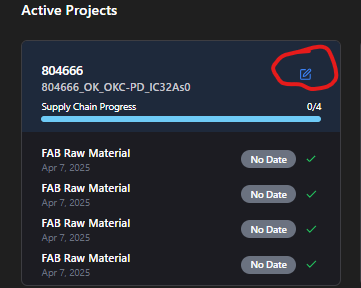 Active Projects
804666
804666_OK_OKC-PD_IC32As0
Supply Chain Progress 0/4
FAB Raw Material No Date
Apr 7, 2025
FAB Raw Material No Date
Apr 7, 2025
FAB Raw Material No Date
Apr 7, 2025
FAB Raw Material No Date
Apr 7, 2025